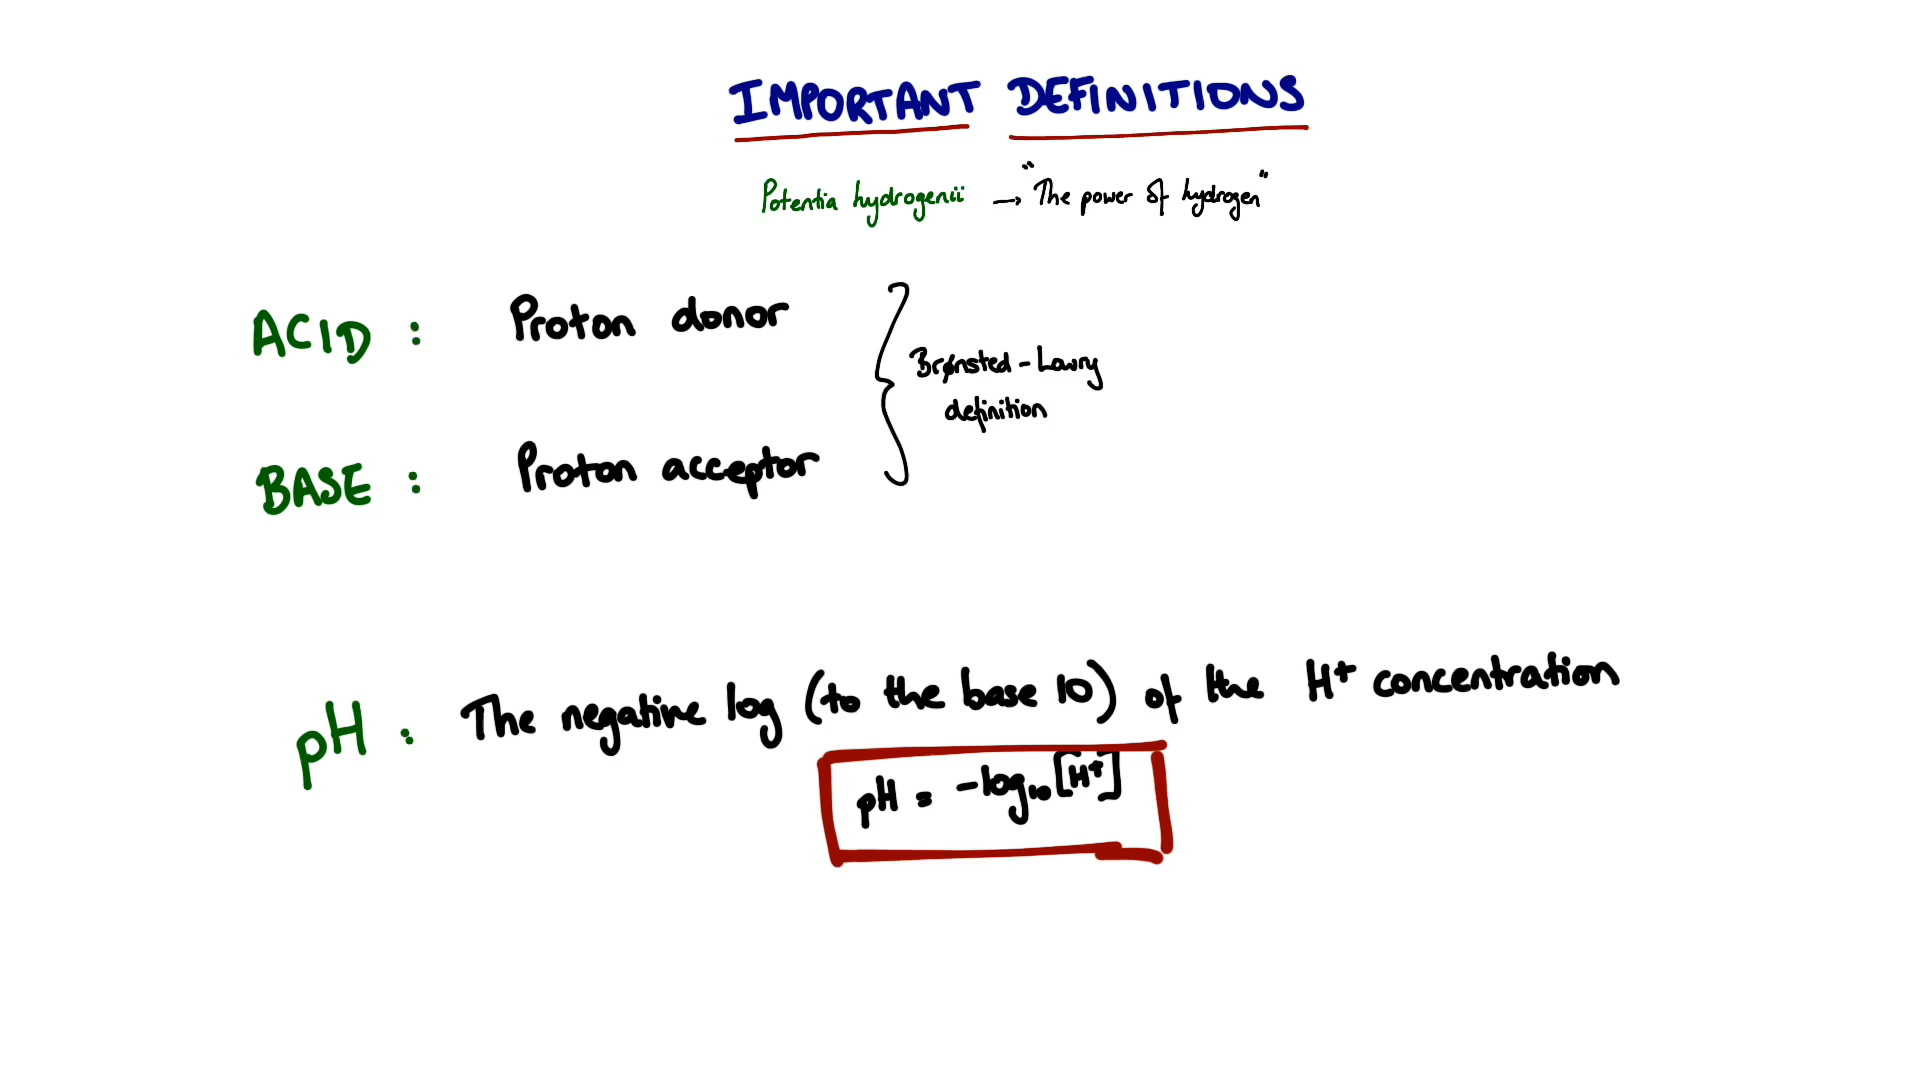 IMPORTANT DEFINITIONS
Potentia hydrogenii → "The power of hydrogen"
ACID : Proton donor
Brønsted-Lowry
definition
BASE : Proton acceptor
pH : The negative log (to the base 10) of the H⁺ concentration
pH = -log₁₀[H⁺]